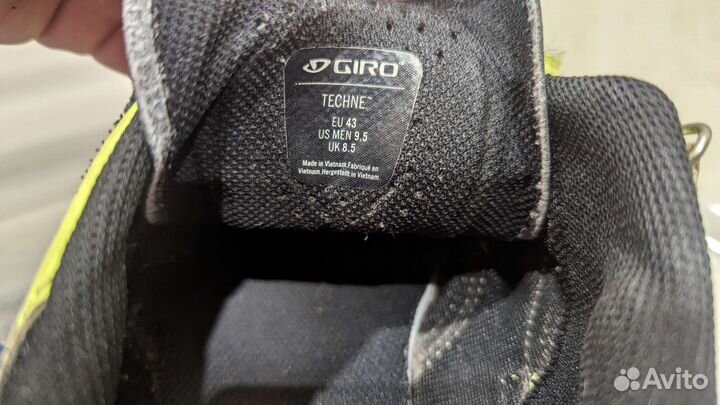 GIRO
TECHNE™
EU 43
US MEN 9.5
UK 8.5
Made in Vietnam.Fabriqué en
Vietnam.Hergestellt in Vietnam
Avito